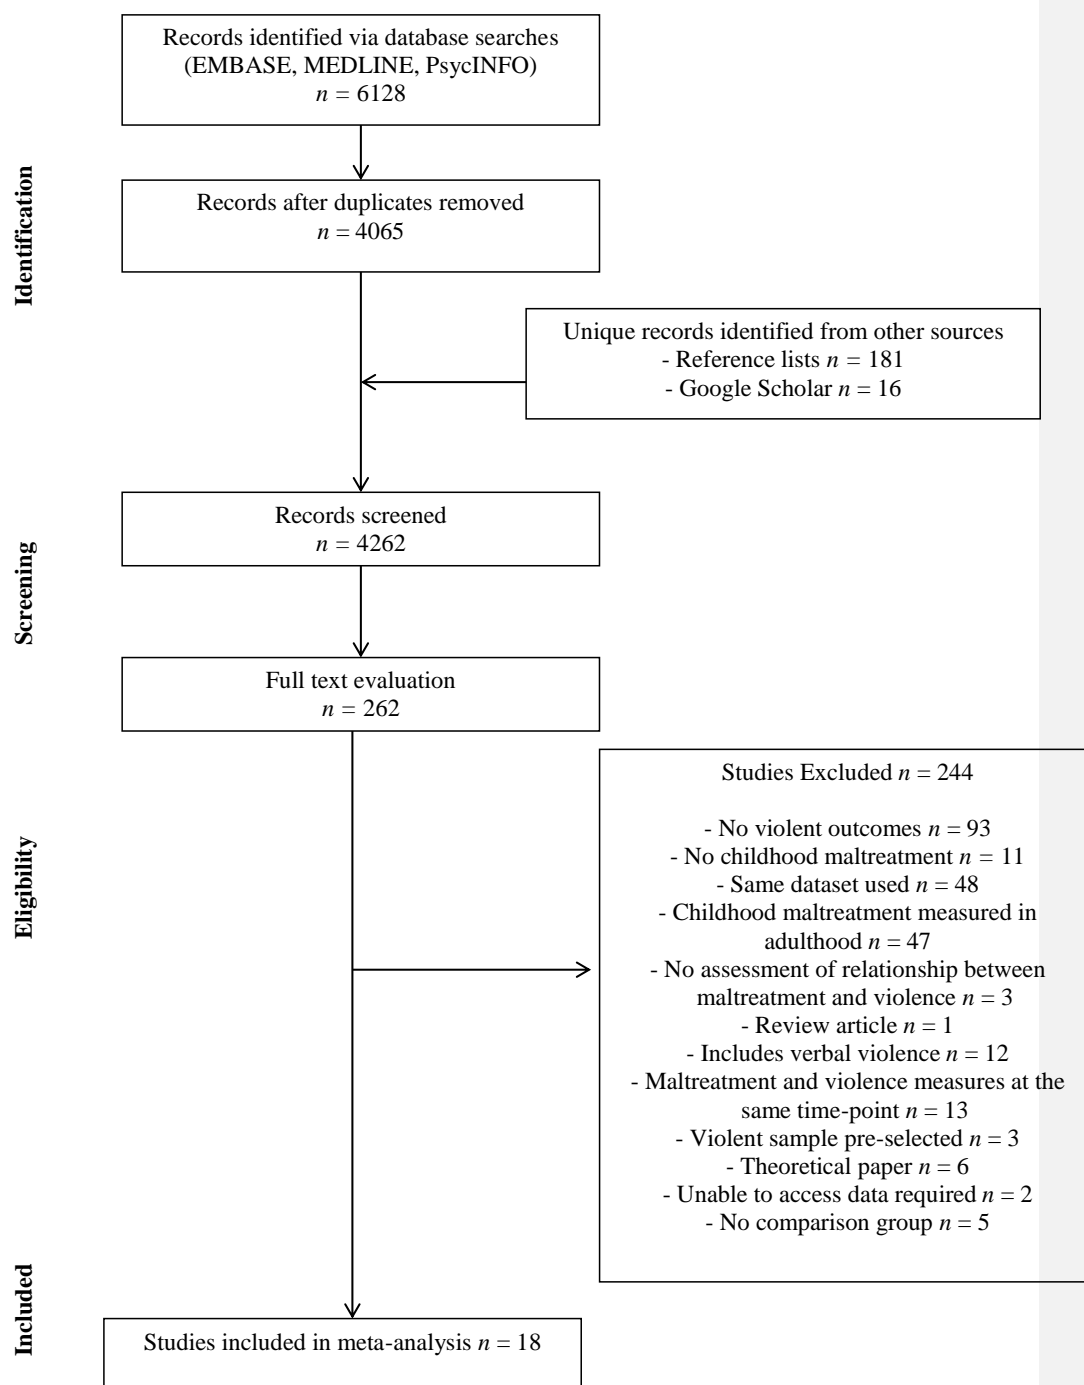 Records identified via database searches
(EMBASE, MEDLINE, PsycINFO)
n = 6128
Identification
Records after duplicates removed
n = 4065
Unique records identified from other sources
- Reference lists n = 181
- Google Scholar n = 16
Screening
Records screened
n = 4262
Full text evaluation
n = 262
Eligibility
Studies Excluded n = 244
- No violent outcomes n = 93
- No childhood maltreatment n = 11
- Same dataset used n = 48
- Childhood maltreatment measured in
adulthood n = 47
- No assessment of relationship between
maltreatment and violence n = 3
- Review article n = 1
- Includes verbal violence n = 12
- Maltreatment and violence measures at the
same time-point n = 13
- Violent sample pre-selected n = 3
- Theoretical paper n = 6
- Unable to access data required n = 2
- No comparison group n = 5
Included
Studies included in meta-analysis n = 18